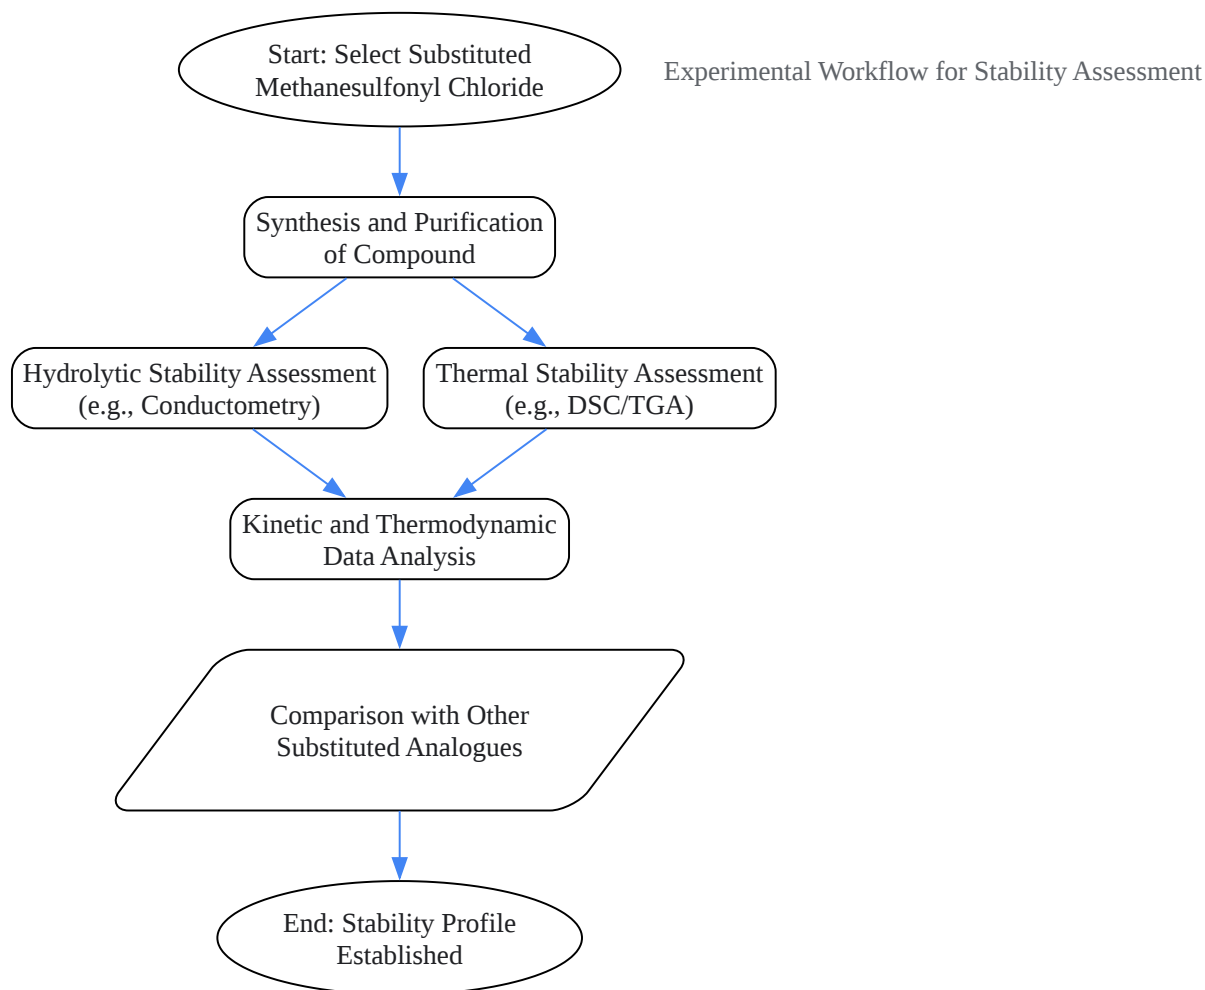 Start: Select Substituted
Methanesulfonyl Chloride
Experimental Workflow for Stability Assessment
Synthesis and Purification
of Compound
Hydrolytic Stability Assessment
(e.g., Conductometry)
Thermal Stability Assessment
(e.g., DSC/TGA)
Kinetic and Thermodynamic
Data Analysis
Comparison with Other
Substituted Analogues
End: Stability Profile
Established